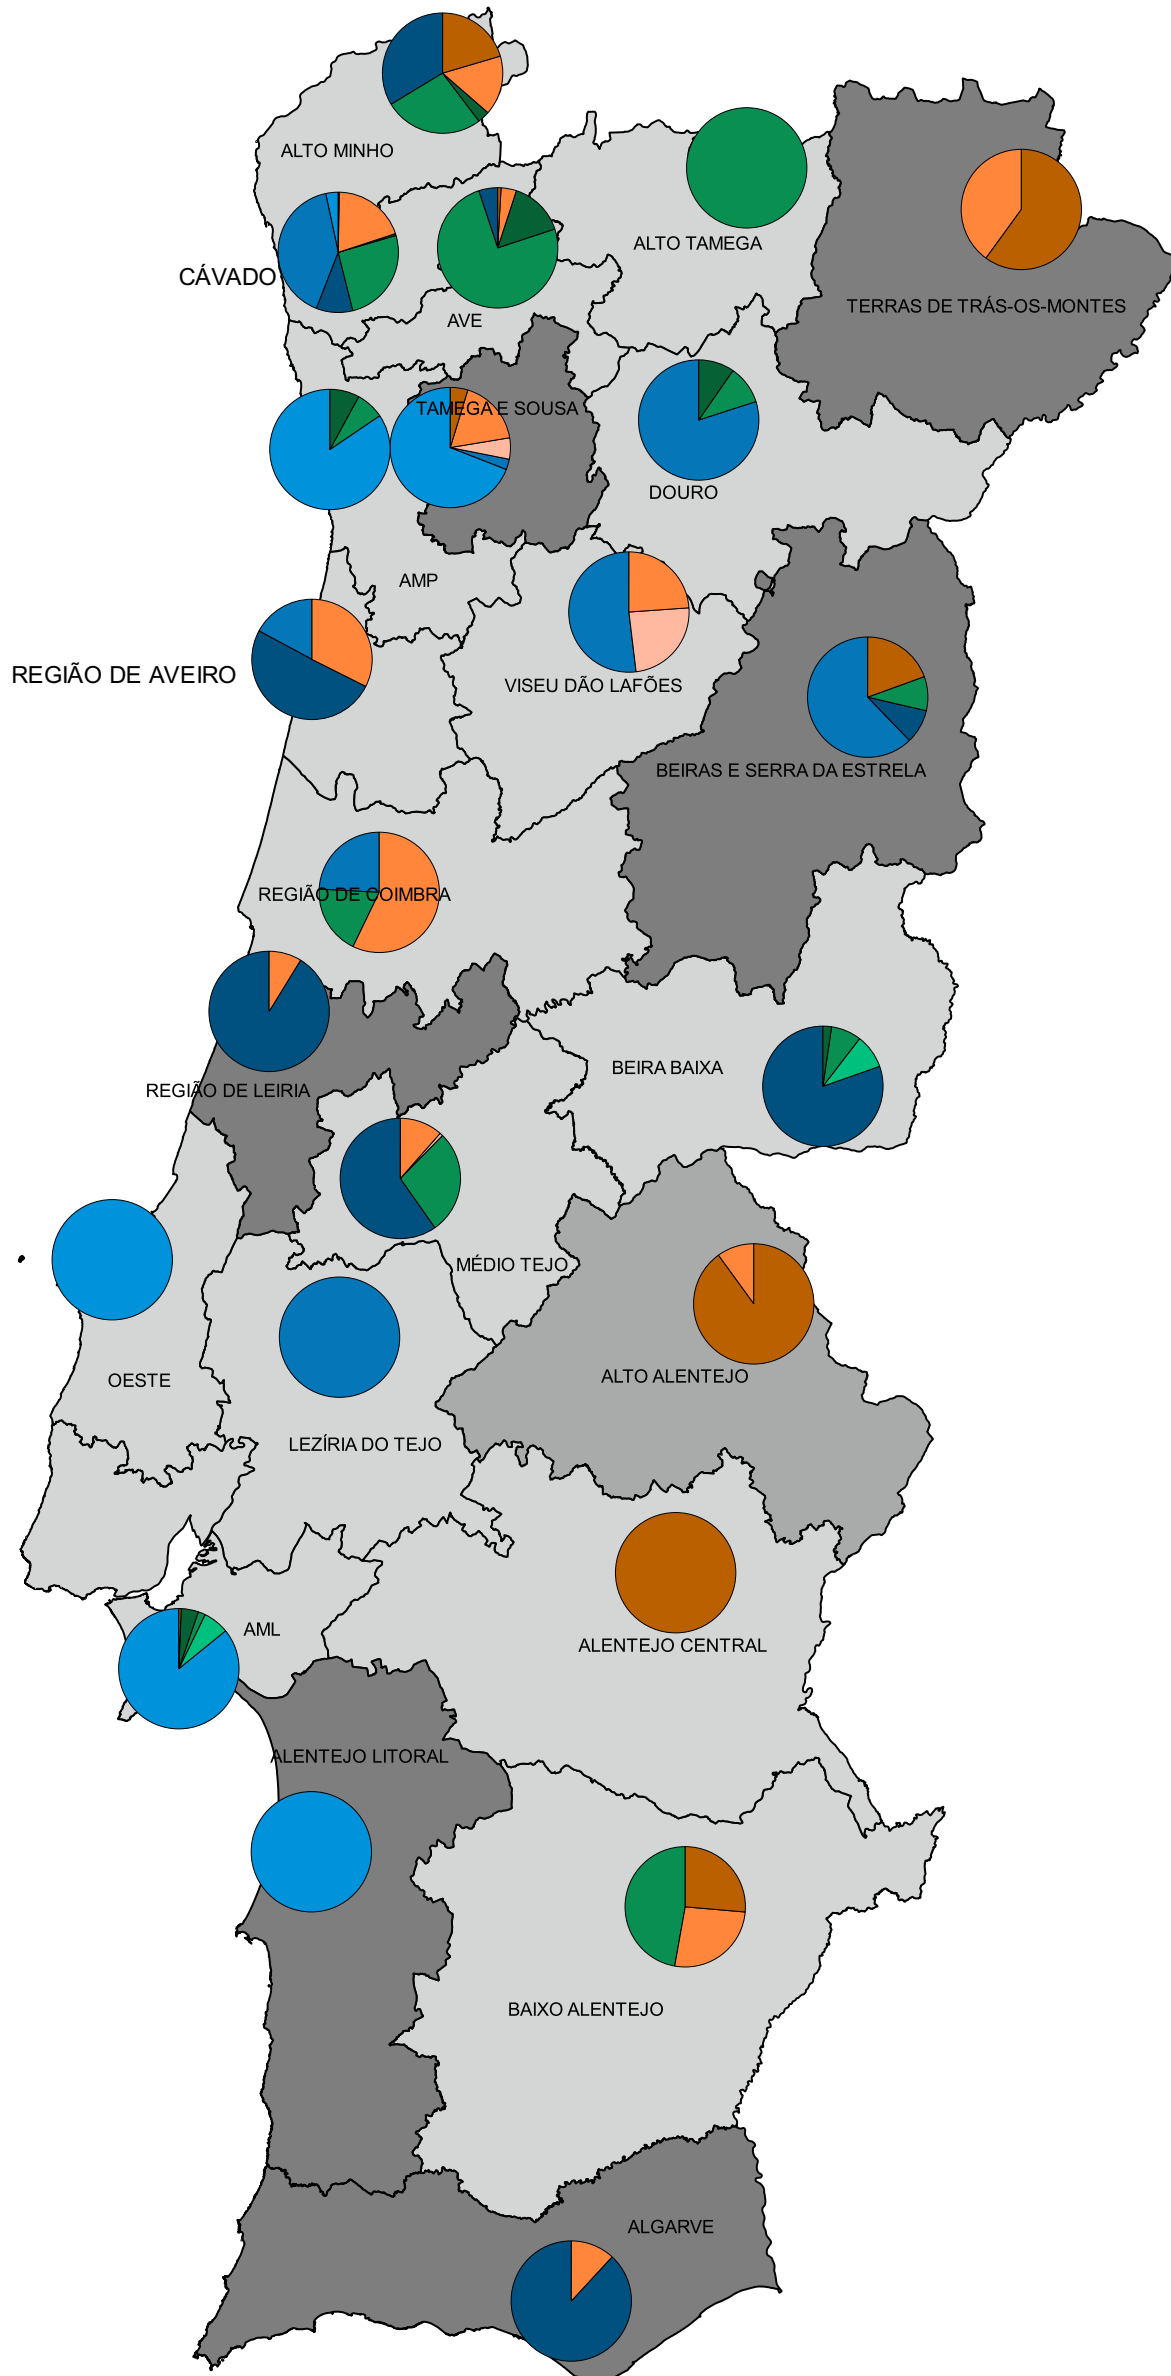 ALTO MINHO
ALTO TAMEGA
CÁVADO
TERRAS DE TRÁS-OS-MONTES
AVE
TAMEGA E SOUSA
DOURO
AMP
REGIÃO DE AVEIRO
VISEU DÃO LAFÕES
BEIRAS E SERRA DA ESTRELA
REGIÃO DE COIMBRA
BEIRA BAIXA
REGIÃO DE LEIRIA
MÉDIO TEJO
ALTO ALENTEJO
OESTE
LEZÍRIA DO TEJO
AML
ALENTEJO CENTRAL
ALENTEJO LITORAL
BAIXO ALENTEJO
ALGARVE